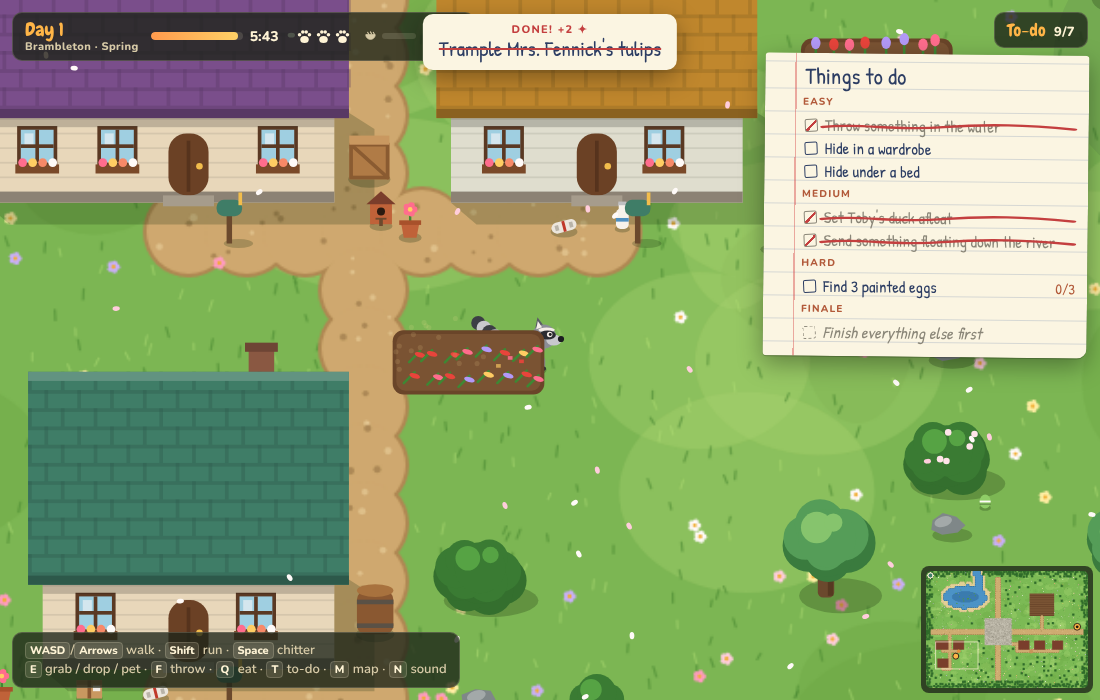 Day 1
Brambleton · Spring
5:43
DONE! +2 ✦
Trample Mrs. Fennick's tulips
To-do 9/7
Things to do
EASY
Throw something in the water
Hide in a wardrobe
Hide under a bed
MEDIUM
Set Toby's duck afloat
Send something floating down the river
HARD
Find 3 painted eggs 0/3
FINALE
Finish everything else first
WASD/Arrows walk · Shift run · Space chitter
E grab / drop / pet · F throw · Q eat · T to-do · M map · N sound